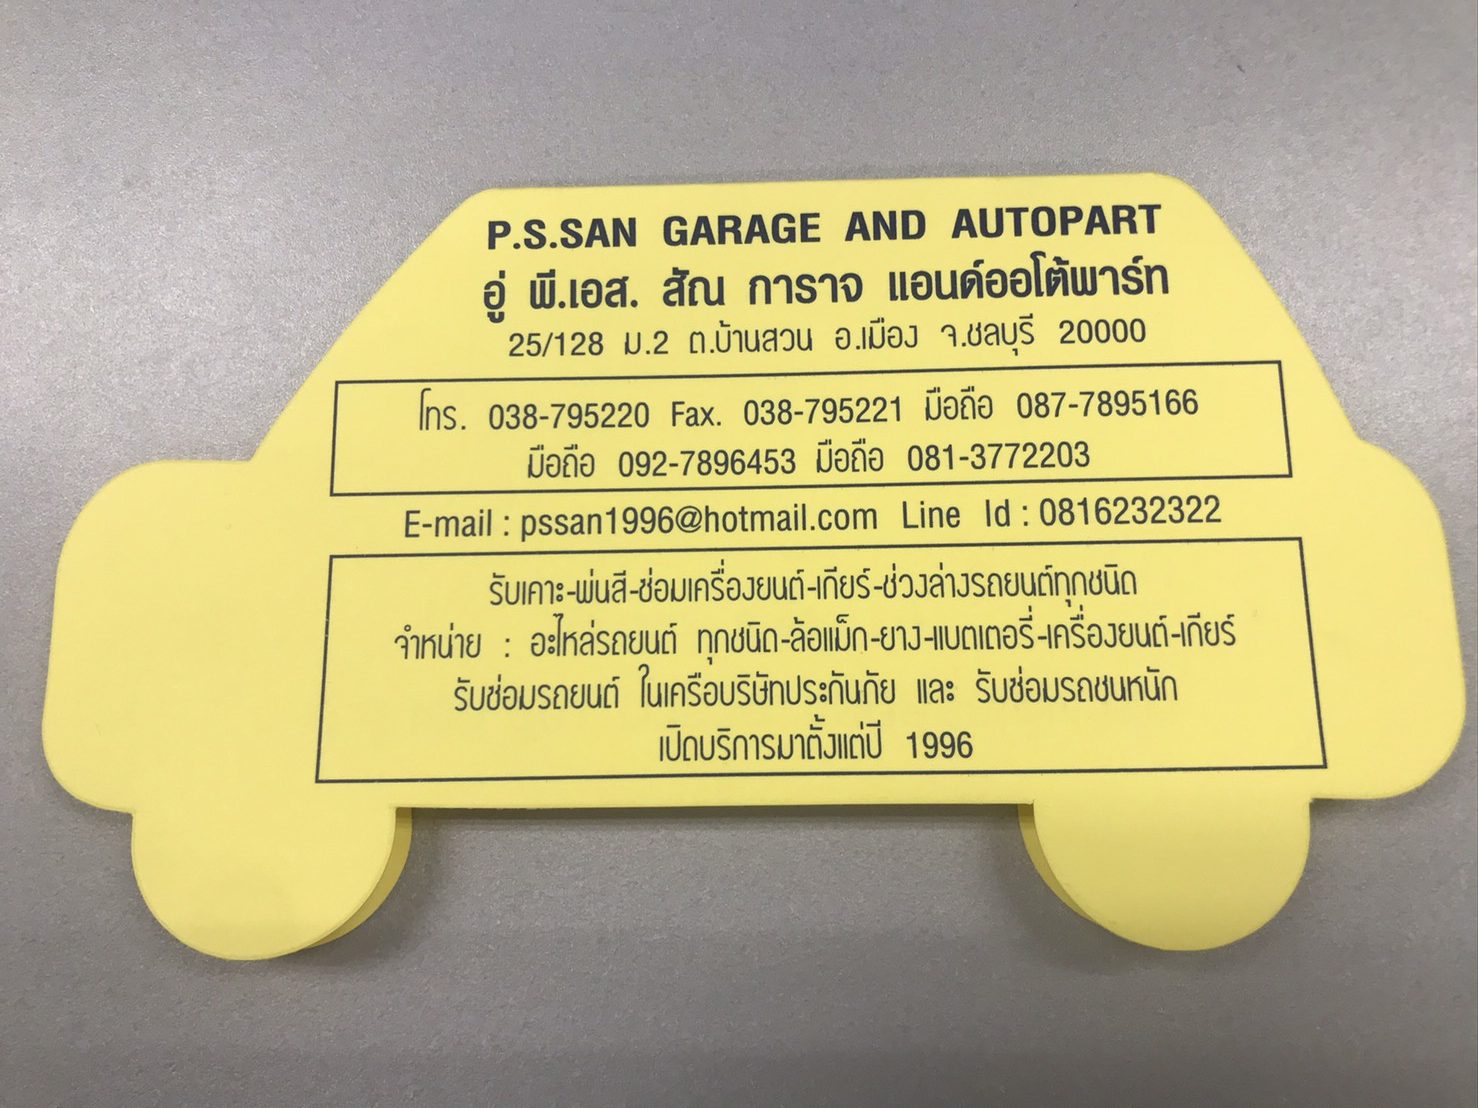 P.S.SAN GARAGE AND AUTOPART
อู่ พี.เอส. สัณ การาจ แอนด์ออโต้พาร์ท
25/128 ม.2 ต.บ้านสวน อ.เมือง จ.ชลบุรี 20000
โทร. 038-795220 Fax. 038-795221 มือถือ 087-7895166
มือถือ 092-7896453 มือถือ 081-3772203
E-mail : pssan1996@hotmail.com Line Id : 0816232322
รับเคาะ-พ่นสี-ซ่อมเครื่องยนต์-เกียร์-ช่วงล่างรถยนต์ทุกชนิด
จำหน่าย : อะไหล่รถยนต์ ทุกชนิด-ล้อแม็ก-ยาง-แบตเตอรี่-เครื่องยนต์-เกียร์
รับซ่อมรถยนต์ ในเครือบริษัทประกันภัย และ รับซ่อมรถชนหนัก
เปิดบริการมาตั้งแต่ปี 1996